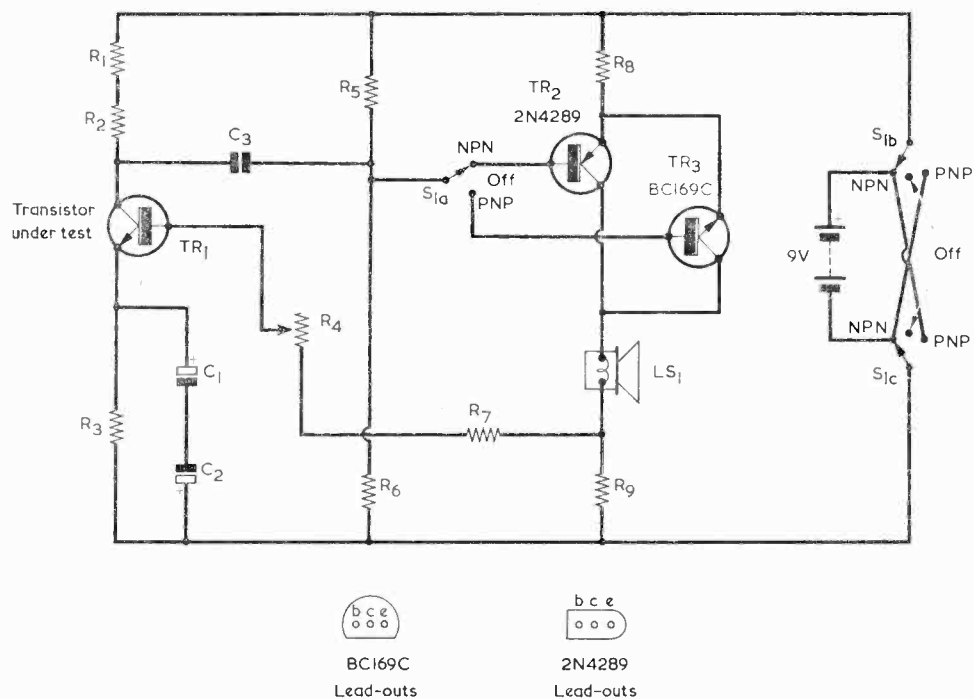 R1
R2
R5
R8
TR2
2N4289
C3
NPN
Off
S1a
PNP
TR3
BC169C
S1b
NPN
PNP
Transistor
under test
TR1
9V
+
Off
R4
NPN
PNP
S1c
LS1
+
C1
R7
R3
C2
+
R6
R9
b c e
b c e
BC169C
2N4289
Lead-outs
Lead-outs